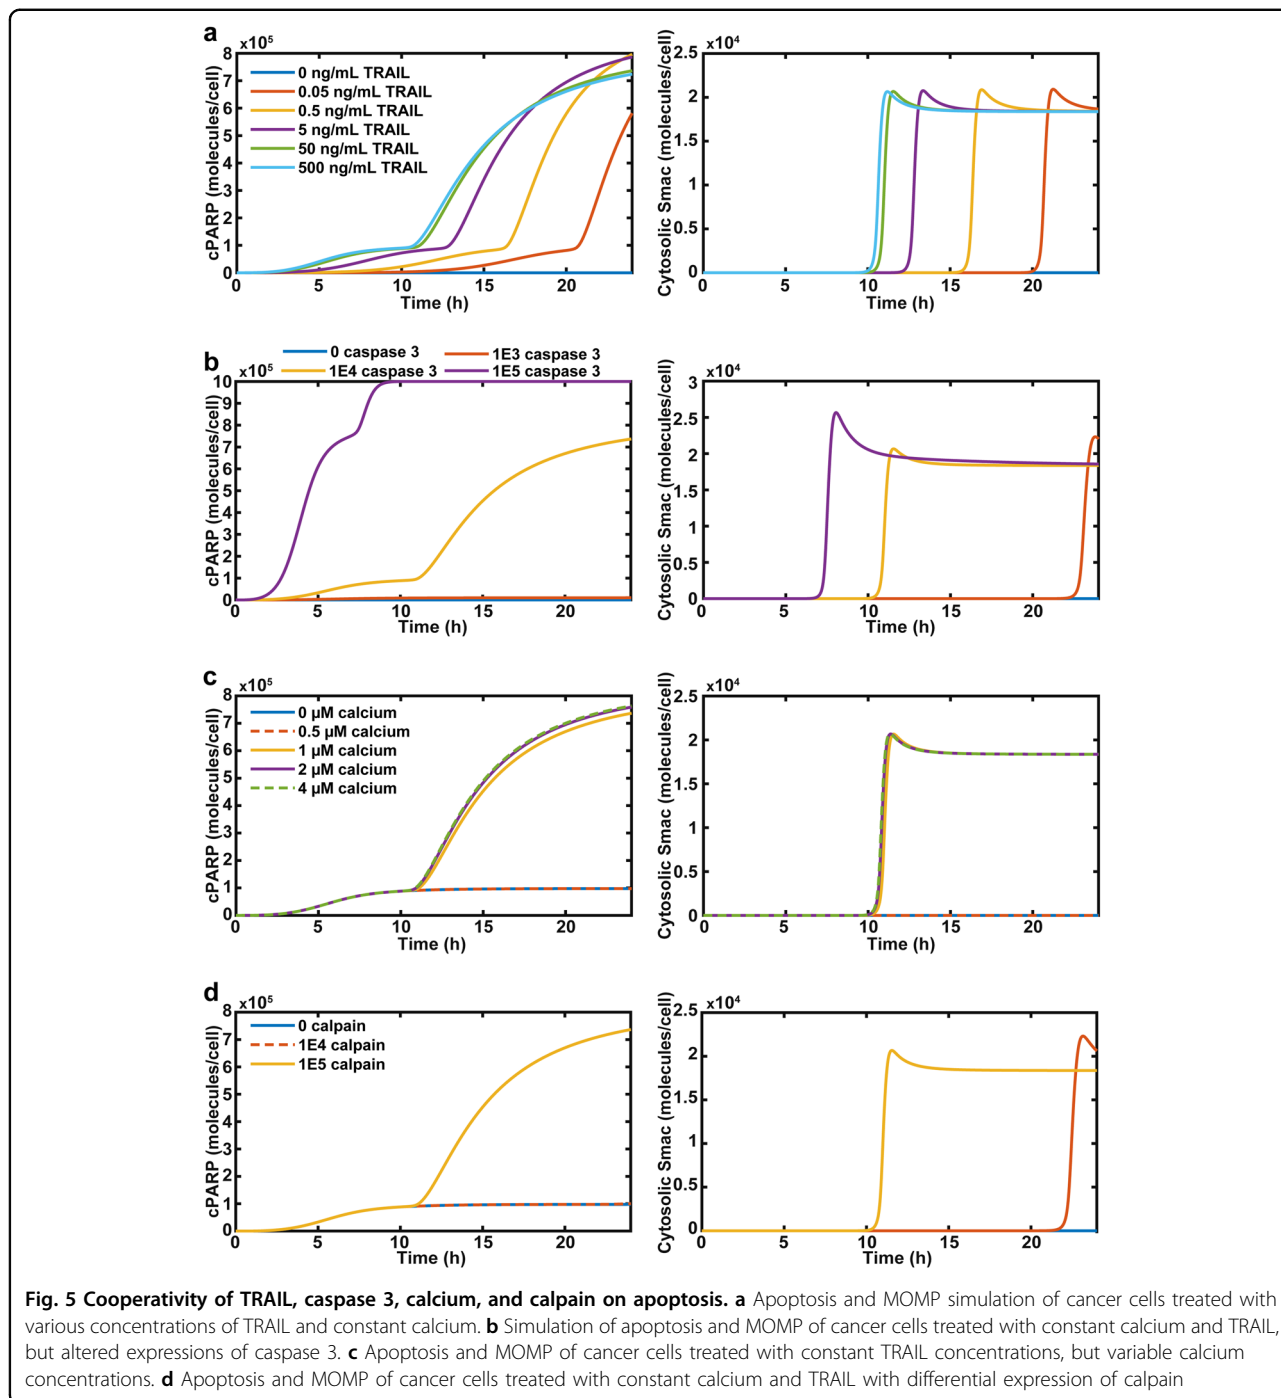 a
x10⁵
8
7
6
5
4
3
2
1
0
cPARP (molecules/cell)
0 ng/mL TRAIL
0.05 ng/mL TRAIL
0.5 ng/mL TRAIL
5 ng/mL TRAIL
50 ng/mL TRAIL
500 ng/mL TRAIL
0 5 10 15 20
Time (h)
x10⁴
2.5
2
1.5
1
0.5
0
Cytosolic Smac (molecules/cell)
0 5 10 15 20
Time (h)
b
0 caspase 3 1E3 caspase 3
1E4 caspase 3 1E5 caspase 3
x10⁵
10
9
8
7
6
5
4
3
2
1
0
cPARP (molecules/cell)
0 5 10 15 20
Time (h)
x10⁴
3
2.5
2
1.5
1
0.5
0
Cytosolic Smac (molecules/cell)
0 5 10 15 20
Time (h)
c
x10⁵
8
7
6
5
4
3
2
1
0
cPARP (molecules/cell)
0 µM calcium
0.5 µM calcium
1 µM calcium
2 µM calcium
4 µM calcium
0 5 10 15 20
Time (h)
x10⁴
2.5
2
1.5
1
0.5
0
Cytosolic Smac (molecules/cell)
0 5 10 15 20
Time (h)
d
x10⁵
8
7
6
5
4
3
2
1
0
cPARP (molecules/cell)
0 calpain
1E4 calpain
1E5 calpain
0 5 10 15 20
Time (h)
x10⁴
2.5
2
1.5
1
0.5
0
Cytosolic Smac (molecules/cell)
0 5 10 15 20
Time (h)
Fig. 5 Cooperativity of TRAIL, caspase 3, calcium, and calpain on apoptosis. a Apoptosis and MOMP simulation of cancer cells treated with
various concentrations of TRAIL and constant calcium. b Simulation of apoptosis and MOMP of cancer cells treated with constant calcium and TRAIL,
but altered expressions of caspase 3. c Apoptosis and MOMP of cancer cells treated with constant TRAIL concentrations, but variable calcium
concentrations. d Apoptosis and MOMP of cancer cells treated with constant calcium and TRAIL with differential expression of calpain